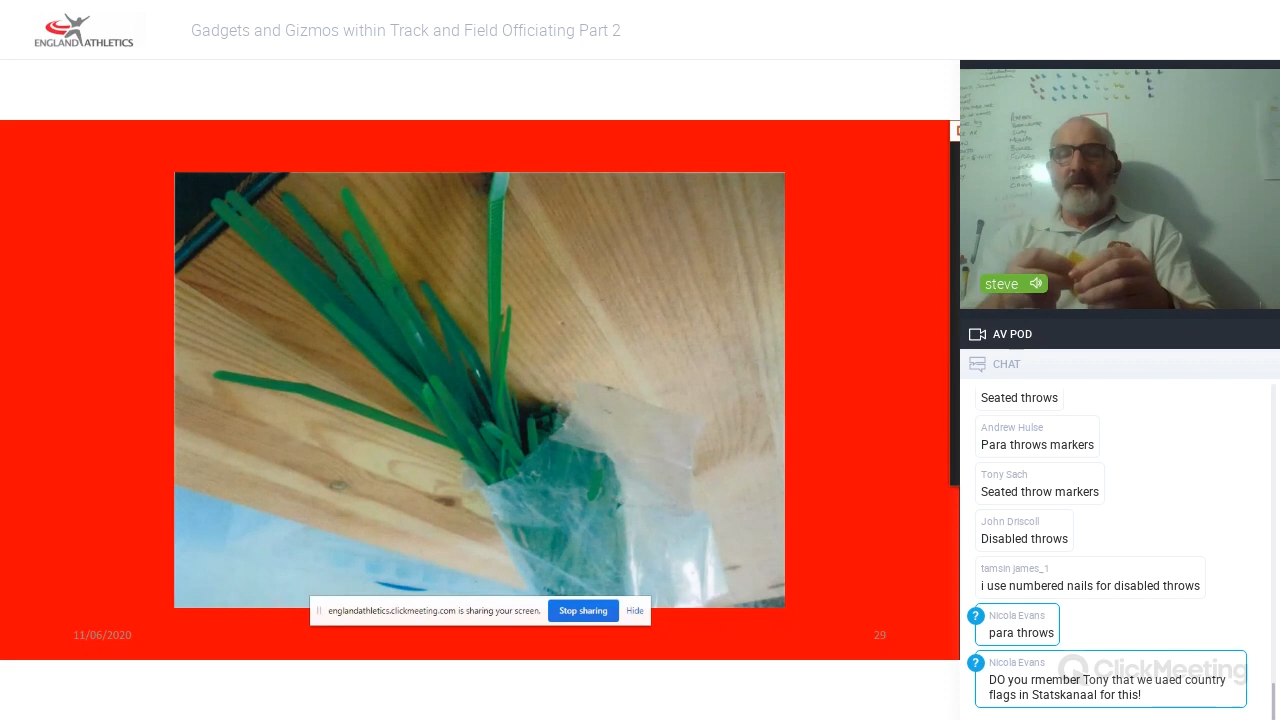 ENGLAND ATHLETICS
Gadgets and Gizmos within Track and Field Officiating Part 2
englandathletics.clickmeeting.com is sharing your screen.
Stop sharing
Hide
11/06/2020
29
steve
AV POD
CHAT
Seated throws
Andrew Hulse
Para throws markers
Tony Sach
Seated throw markers
John Driscoll
Disabled throws
tamsin james_1
i use numbered nails for disabled throws
?
Nicola Evans
para throws
?
Nicola Evans
ClickMeeting
DO you rmember Tony that we uaed country
flags in Statskanaal for this!